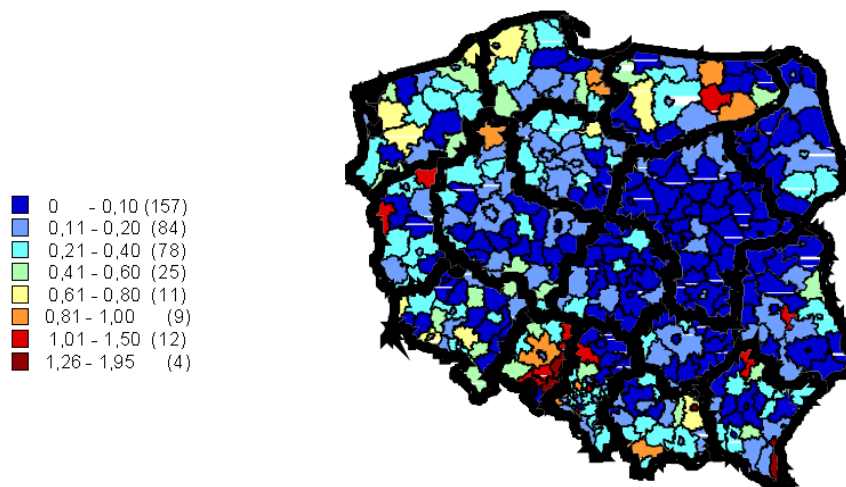 0 - 0,10 (157)
0,11 - 0,20 (84)
0,21 - 0,40 (78)
0,41 - 0,60 (25)
0,61 - 0,80 (11)
0,81 - 1,00 (9)
1,01 - 1,50 (12)
1,26 - 1,95 (4)